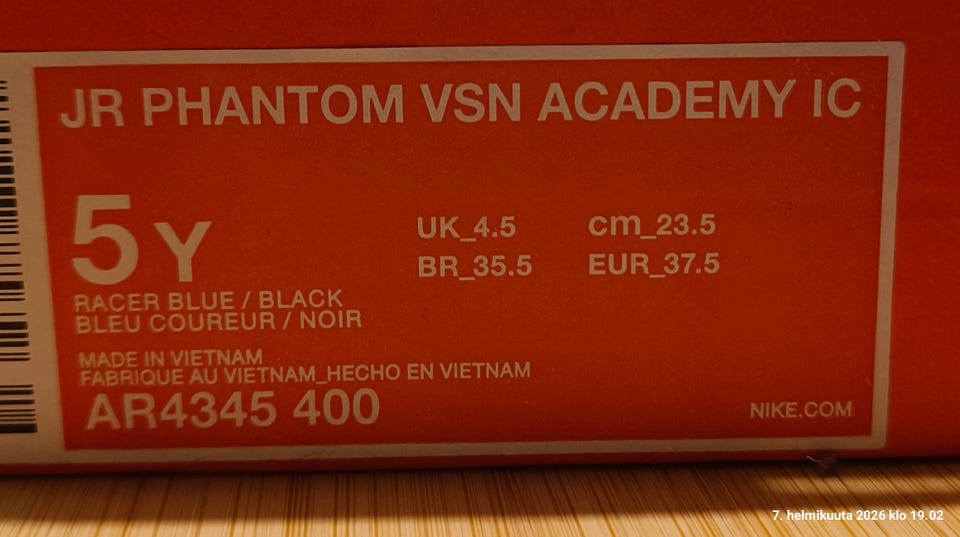 JR PHANTOM VSN ACADEMY IC
5Y
UK_4.5 cm_23.5
BR_35.5 EUR_37.5
RACER BLUE / BLACK
BLEU COUREUR / NOIR
MADE IN VIETNAM
FABRIQUE AU VIETNAM_HECHO EN VIETNAM
AR4345 400
NIKE.COM
7. helmikuuta 2026 klo 19.02